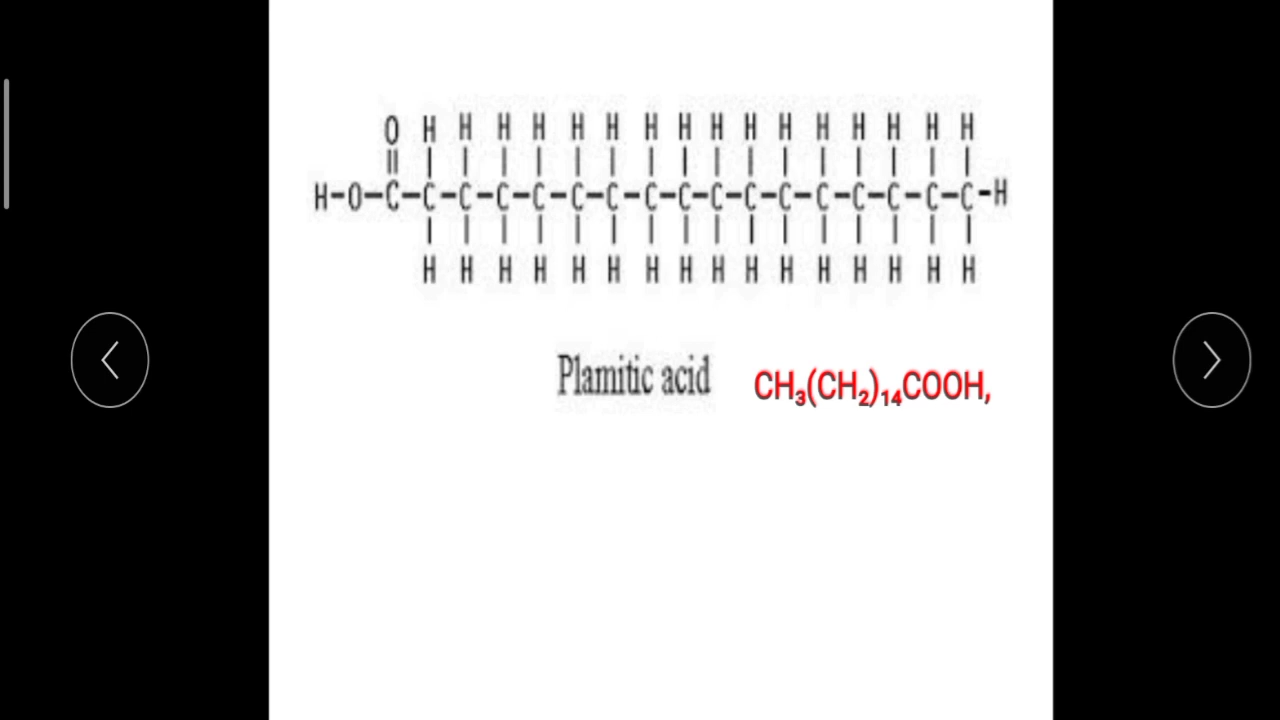 O H H H H H H H H H H H H H H H H
H-O-C-C-C-C-C-C-C-C-C-C-C-C-C-C-C-C-C-H
H H H H H H H H H H H H H H H H
Plamitic acid CH₃(CH₂)₁₄COOH,